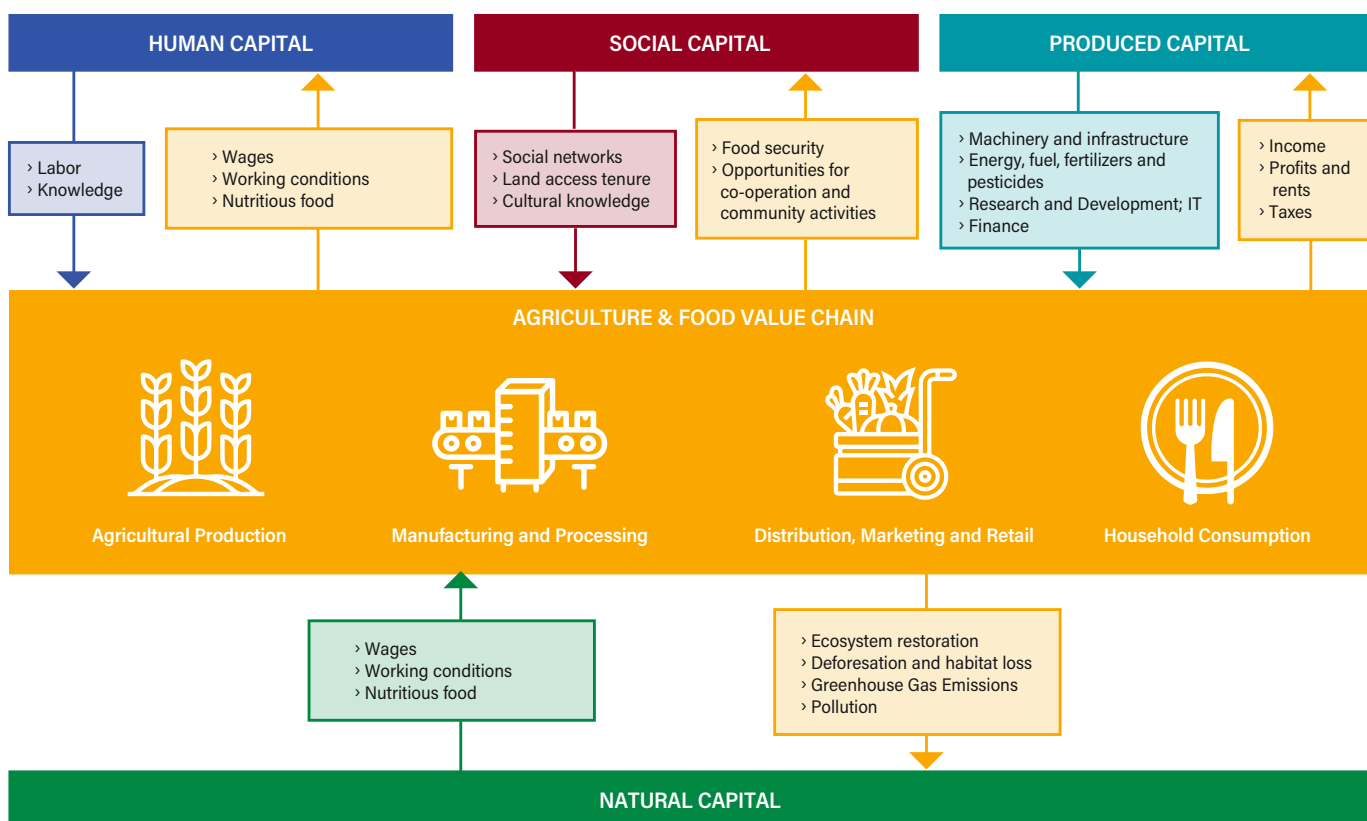 HUMAN CAPITAL
SOCIAL CAPITAL
PRODUCED CAPITAL
› Labor
› Knowledge
› Wages
› Working conditions
› Nutritious food
› Social networks
› Land access tenure
› Cultural knowledge
› Food security
› Opportunities for
co-operation and
community activities
› Machinery and infrastructure
› Energy, fuel, fertilizers and
pesticides
› Research and Development; IT
› Finance
› Income
› Profits and
rents
› Taxes
AGRICULTURE & FOOD VALUE CHAIN
Agricultural Production
Manufacturing and Processing
Distribution, Marketing and Retail
Household Consumption
› Wages
› Working conditions
› Nutritious food
› Ecosystem restoration
› Deforesation and habitat loss
› Greenhouse Gas Emissions
› Pollution
NATURAL CAPITAL